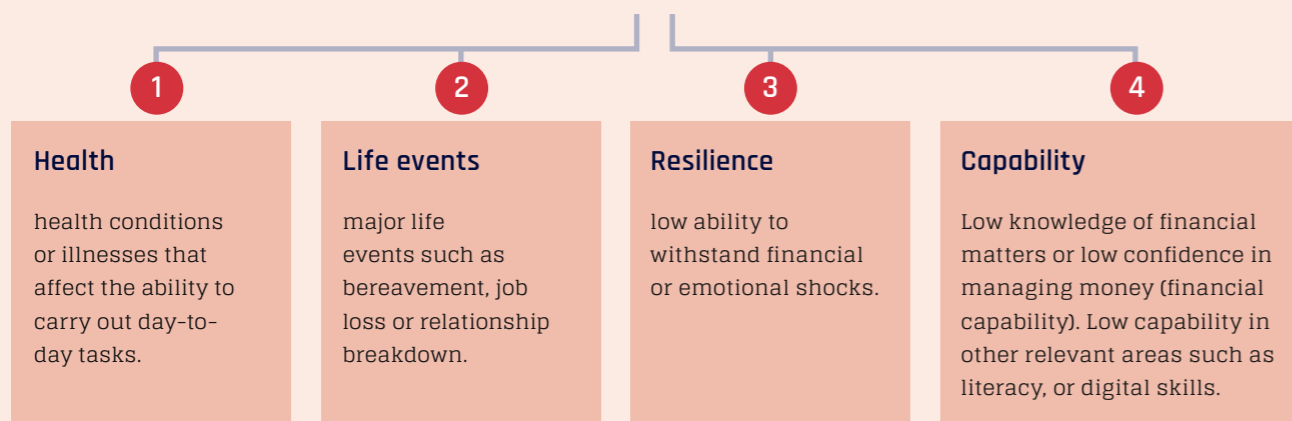 1
Health
health conditions
or illnesses that
affect the ability to
carry out day-to-
day tasks.
2
Life events
major life
events such as
bereavement, job
loss or relationship
breakdown.
3
Resilience
low ability to
withstand financial
or emotional shocks.
4
Capability
Low knowledge of financial
matters or low confidence in
managing money (financial
capability). Low capability in
other relevant areas such as
literacy, or digital skills.